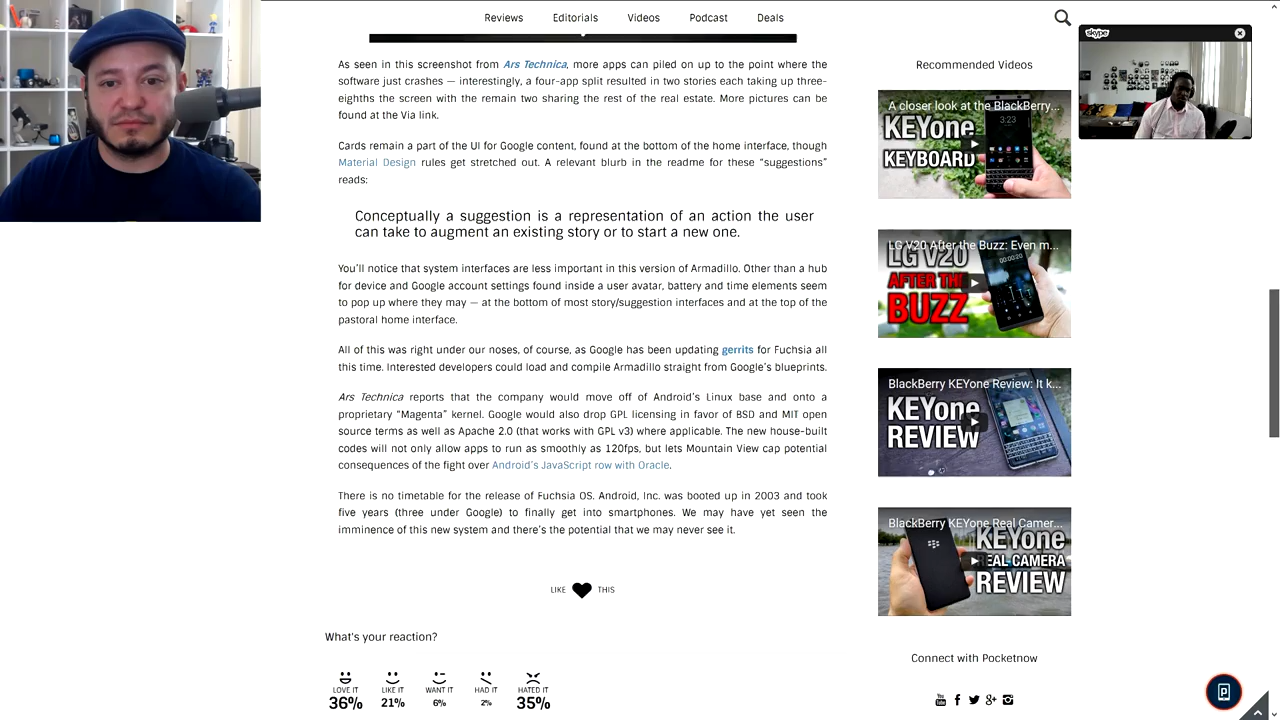 Reviews Editorials Videos Podcast Deals
As seen in this screenshot from Ars Technica, more apps can piled on up to the point where the
software just crashes — interestingly, a four-app split resulted in two stories each taking up three-
eighths the screen with the remain two sharing the rest of the real estate. More pictures can be
found at the Via link.
Cards remain a part of the UI for Google content, found at the bottom of the home interface, though
Material Design rules get stretched out. A relevant blurb in the readme for these “suggestions”
reads:
Conceptually a suggestion is a representation of an action the user
can take to augment an existing story or to start a new one.
You’ll notice that system interfaces are less important in this version of Armadillo. Other than a hub
for device and Google account settings found inside a user avatar, battery and time elements seem
to pop up where they may — at the bottom of most story/suggestion interfaces and at the top of the
pastoral home interface.
All of this was right under our noses, of course, as Google has been updating gerrits for Fuchsia all
this time. Interested developers could load and compile Armadillo straight from Google’s blueprints.
Ars Technica reports that the company would move off of Android’s Linux base and onto a
proprietary “Magenta” kernel. Google would also drop GPL licensing in favor of BSD and MIT open
source terms as well as Apache 2.0 (that works with GPL v3) where applicable. The new house-built
codes will not only allow apps to run as smoothly as 120fps, but lets Mountain View cap potential
consequences of the fight over Android’s JavaScript row with Oracle.
There is no timetable for the release of Fuchsia OS. Android, Inc. was booted up in 2003 and took
five years (three under Google) to finally get into smartphones. We may have yet seen the
imminence of this new system and there’s the potential that we may never see it.
LIKE THIS
What's your reaction?
LOVE IT LIKE IT WANT IT HAD IT HATED IT
36% 21% 6% 2% 35%
Recommended Videos
A closer look at the BlackBerry...
3:23
KEYone
KEYBOARD
LG V20 After the Buzz: Even m...
LG V20
AFTER THE
BUZZ
00:00:20
BlackBerry KEYone Review: It k...
KEYone
REVIEW
BlackBerry KEYone Real Camer...
KEYone
REAL CAMERA
REVIEW
Connect with Pocketnow
You
Tube
g+
skype